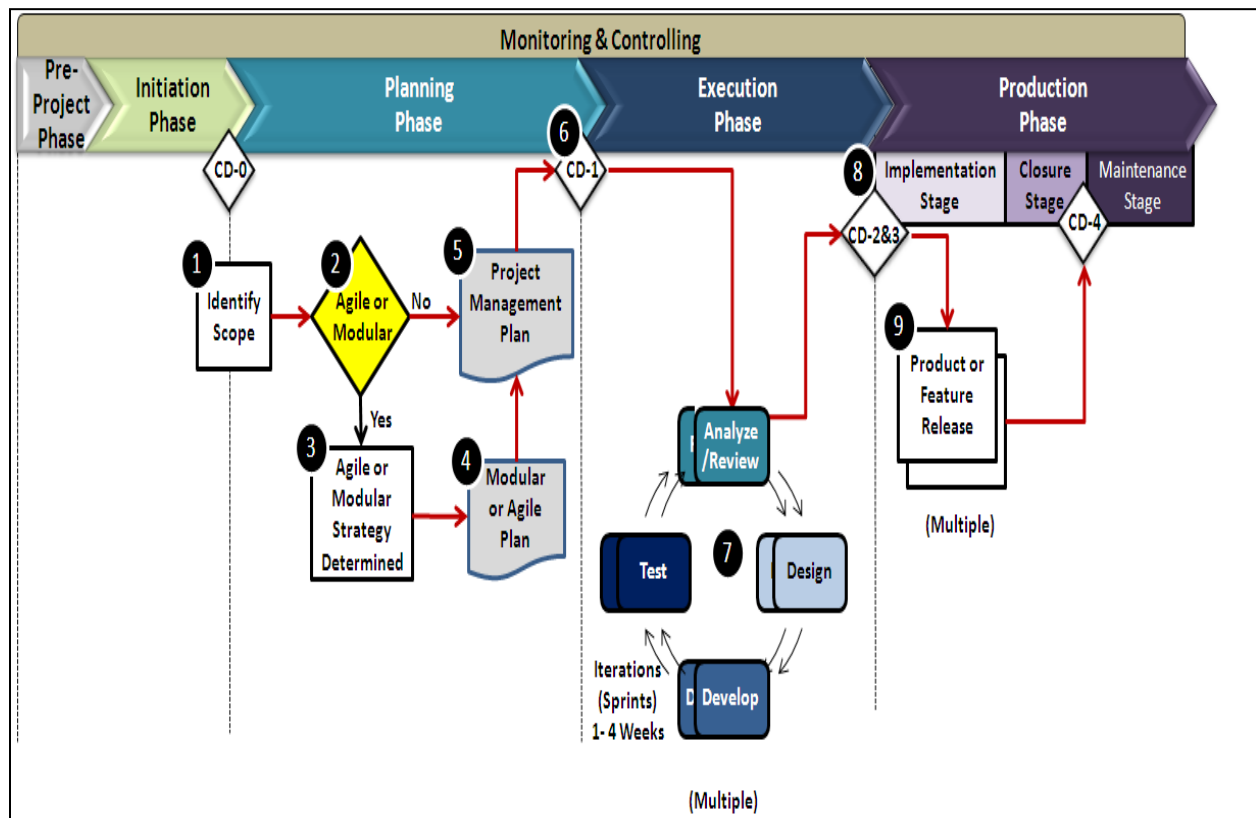 Monitoring & Controlling
Pre-
Project
Phase
Initiation
Phase
Planning
Phase
Execution
Phase
Production
Phase
CD-0
6
CD-1
8
CD-2&3
Implementation
Stage
Closure
Stage
Maintenance
Stage
CD-4
1
Identify
Scope
2
Agile or
Modular
No
Yes
5
Project
Management
Plan
3
Agile or
Modular
Strategy
Determined
4
Modular
or Agile
Plan
Analyze
/Review
7
Design
D
Develop
Test
Iterations
(Sprints)
1- 4 Weeks
(Multiple)
9
Product or
Feature
Release
(Multiple)